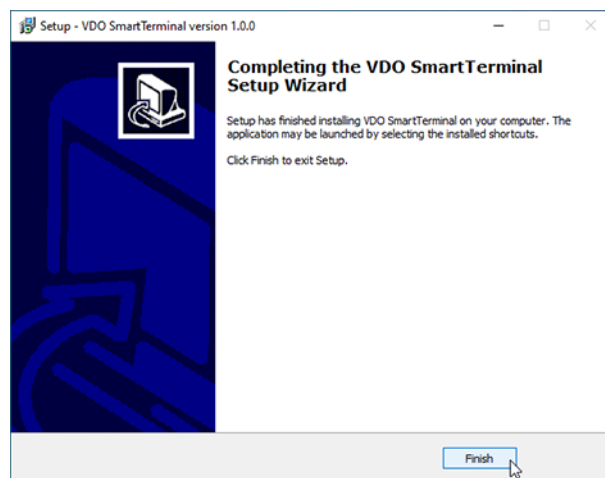 Setup - VDO SmartTerminal version 1.0.0
Completing the VDO SmartTerminal
Setup Wizard
Setup has finished installing VDO SmartTerminal on your computer. The
application may be launched by selecting the installed shortcuts.
Click Finish to exit Setup.
Finish